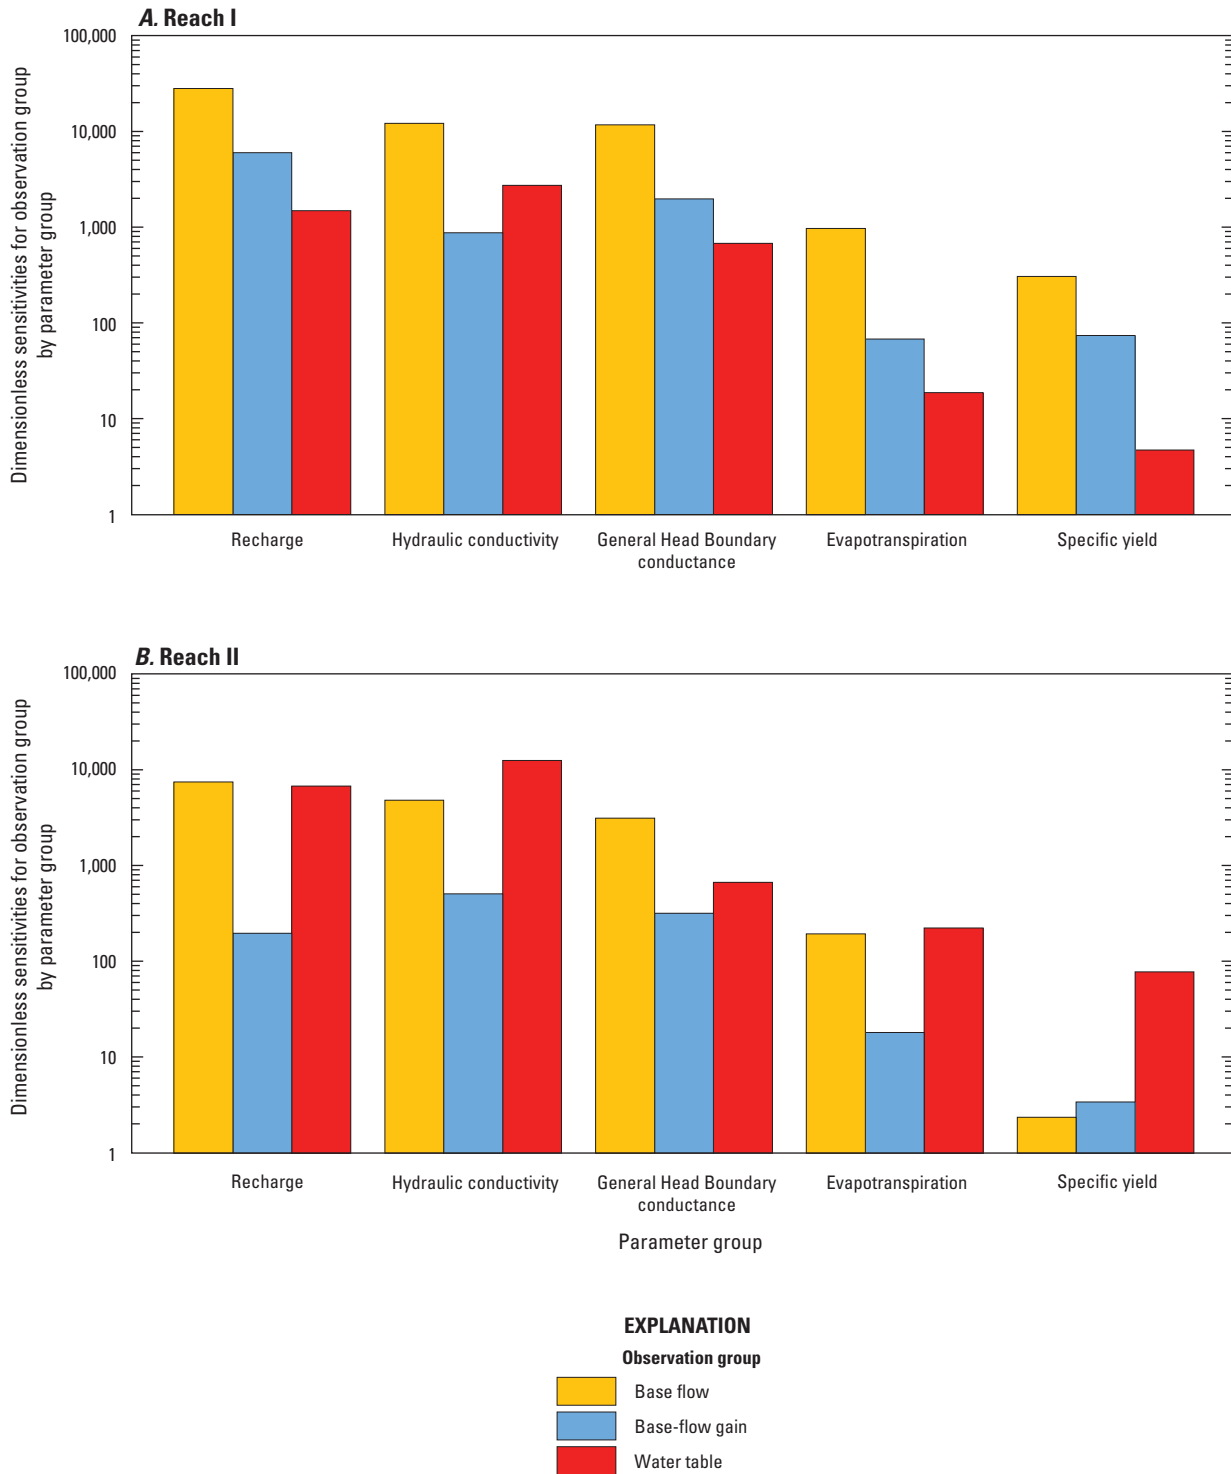 A. Reach I
100,000
10,000
1,000
100
10
1
Dimensionless sensitivities for observation group
by parameter group
Recharge
Hydraulic conductivity
General Head Boundary
conductance
Evapotranspiration
Specific yield
B. Reach II
100,000
10,000
1,000
100
10
1
Dimensionless sensitivities for observation group
by parameter group
Recharge
Hydraulic conductivity
General Head Boundary
conductance
Evapotranspiration
Specific yield
Parameter group
EXPLANATION
Observation group
Base flow
Base-flow gain
Water table